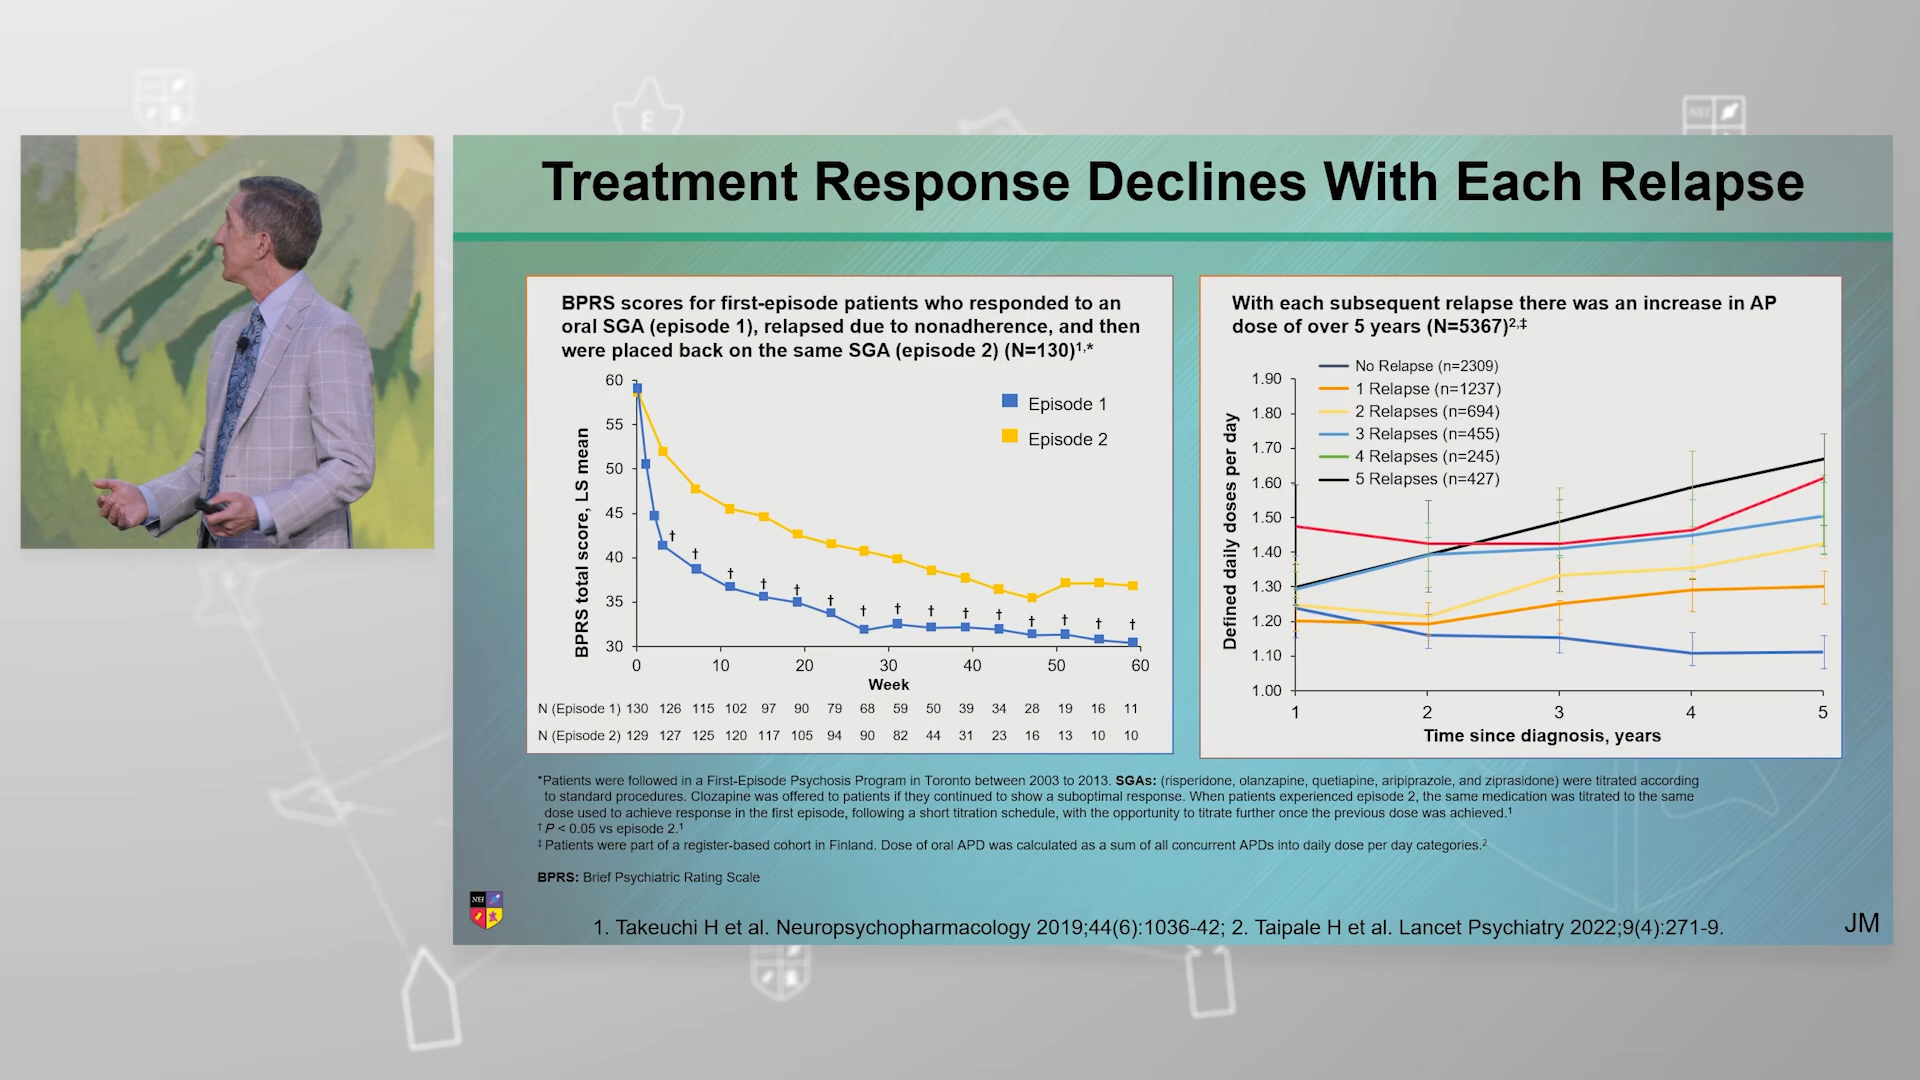 Treatment Response Declines With Each Relapse
BPRS scores for first-episode patients who responded to an
oral SGA (episode 1), relapsed due to nonadherence, and then
were placed back on the same SGA (episode 2) (N=130)1,*
60
55
50
45
40
35
30
BPRS total score, LS mean
Episode 1
Episode 2
† † † † † † † † † † † † † † †
0 10 20 30 40 50 60
Week
N (Episode 1) 130 126 115 102 97 90 79 68 59 50 39 34 28 19 16 11
N (Episode 2) 129 127 125 120 117 105 94 90 82 44 31 23 16 13 10 10
With each subsequent relapse there was an increase in AP
dose of over 5 years (N=5367)2,‡
No Relapse (n=2309)
1 Relapse (n=1237)
2 Relapses (n=694)
3 Relapses (n=455)
4 Relapses (n=245)
5 Relapses (n=427)
1.90
1.80
1.70
1.60
1.50
1.40
1.30
1.20
1.10
1.00
Defined daily doses per day
1 2 3 4 5
Time since diagnosis, years
*Patients were followed in a First-Episode Psychosis Program in Toronto between 2003 to 2013. SGAs: (risperidone, olanzapine, quetiapine, aripiprazole, and ziprasidone) were titrated according
to standard procedures. Clozapine was offered to patients if they continued to show a suboptimal response. When patients experienced episode 2, the same medication was titrated to the same
dose used to achieve response in the first episode, following a short titration schedule, with the opportunity to titrate further once the previous dose was achieved.1
† P < 0.05 vs episode 2.1
‡ Patients were part of a register-based cohort in Finland. Dose of oral APD was calculated as a sum of all concurrent APDs into daily dose per day categories.2
BPRS: Brief Psychiatric Rating Scale
NEI
1. Takeuchi H et al. Neuropsychopharmacology 2019;44(6):1036-42; 2. Taipale H et al. Lancet Psychiatry 2022;9(4):271-9.
JM
E
NEI